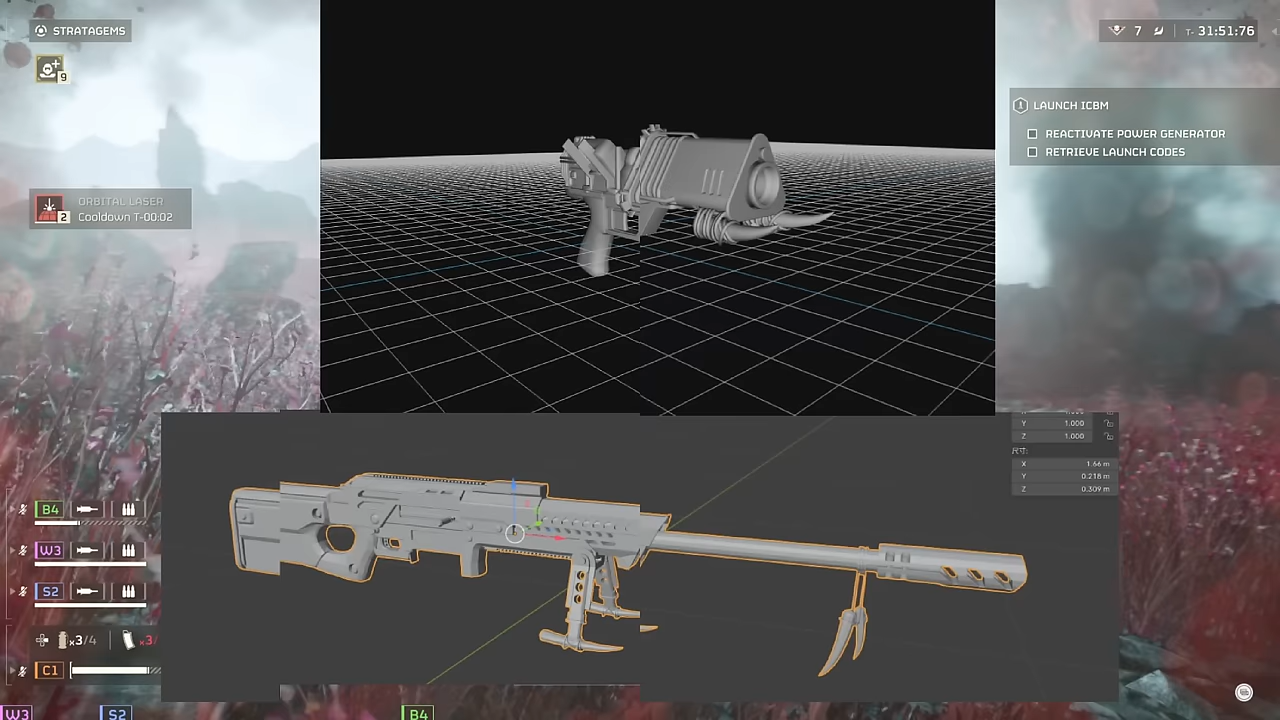 STRATAGEMS
9
7
T- 31:51:76
LAUNCH ICBM
REACTIVATE POWER GENERATOR
RETRIEVE LAUNCH CODES
ORBITAL LASER
2
Cooldown T-00:02
Y 1.000
Z 1.000
尺寸:
X 1.66 m
Y 0.218 m
Z 0.309 m
B4
W3
S2
x3/4
x3/
C1
W3
S2
B4